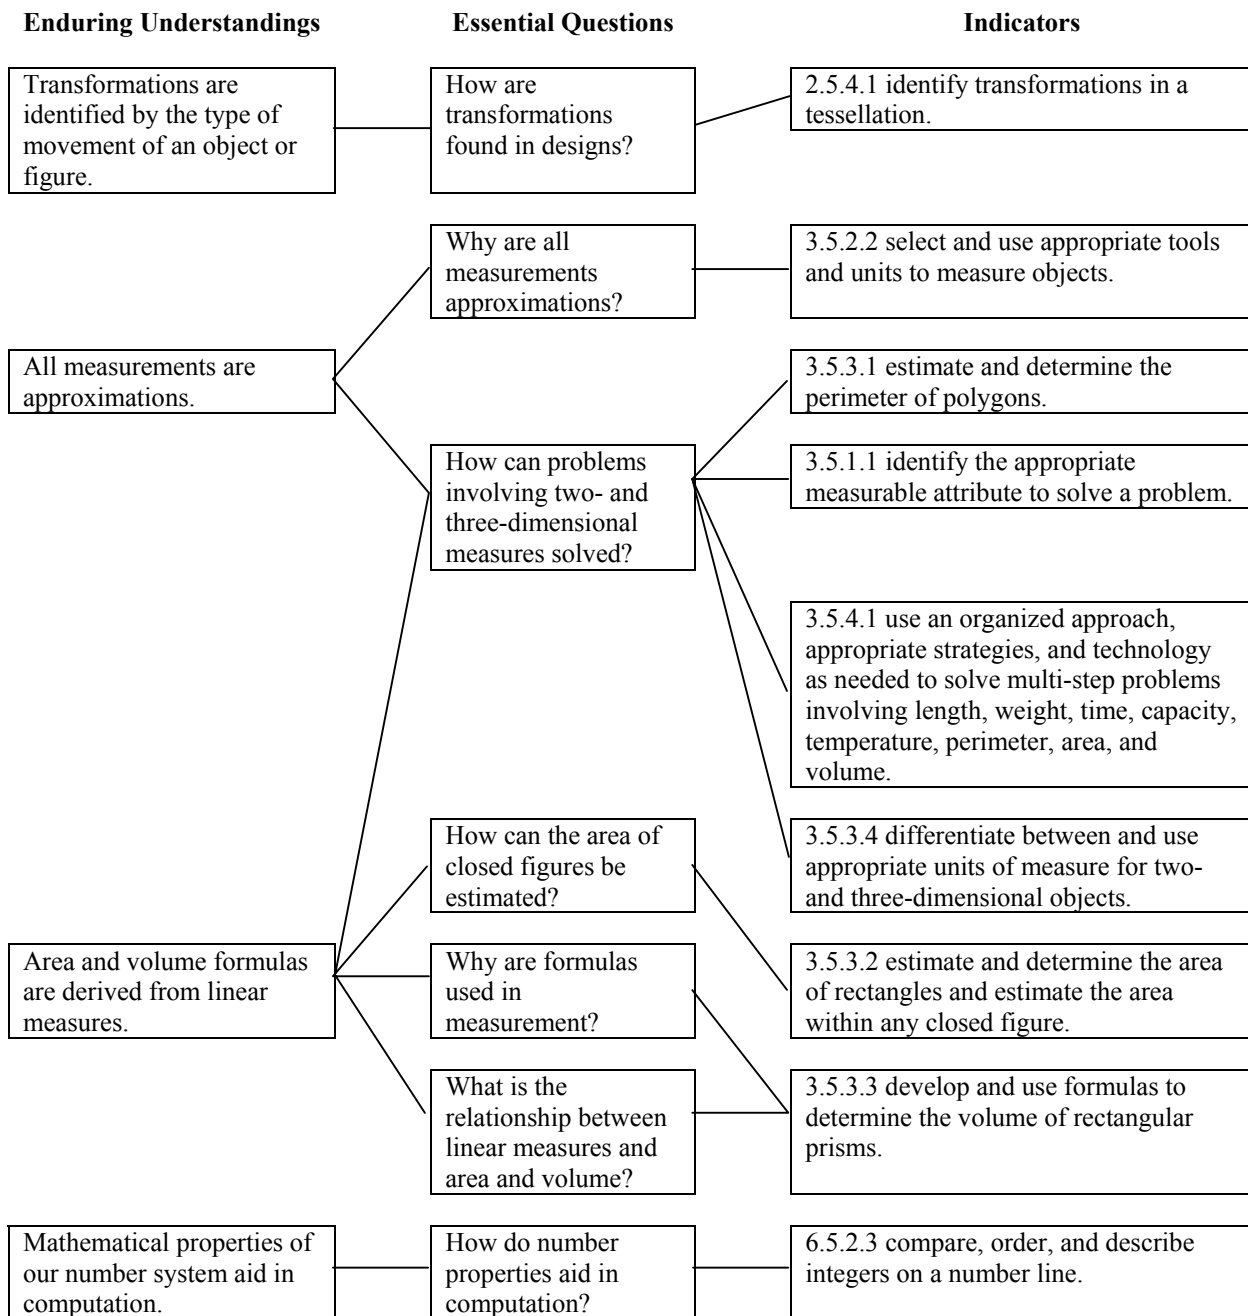 Enduring Understandings
Essential Questions
Indicators
Transformations are
identified by the type of
movement of an object or
figure.
How are
transformations
found in designs?
2.5.4.1 identify transformations in a
tessellation.
Why are all
measurements
approximations?
3.5.2.2 select and use appropriate tools
and units to measure objects.
All measurements are
approximations.
3.5.3.1 estimate and determine the
perimeter of polygons.
How can problems
involving two- and
three-dimensional
measures solved?
3.5.1.1 identify the appropriate
measurable attribute to solve a problem.
3.5.4.1 use an organized approach,
appropriate strategies, and technology
as needed to solve multi-step problems
involving length, weight, time, capacity,
temperature, perimeter, area, and
volume.
How can the area of
closed figures be
estimated?
3.5.3.4 differentiate between and use
appropriate units of measure for two-
and three-dimensional objects.
Area and volume formulas
are derived from linear
measures.
Why are formulas
used in
measurement?
3.5.3.2 estimate and determine the area
of rectangles and estimate the area
within any closed figure.
What is the
relationship between
linear measures and
area and volume?
3.5.3.3 develop and use formulas to
determine the volume of rectangular
prisms.
Mathematical properties of
our number system aid in
computation.
How do number
properties aid in
computation?
6.5.2.3 compare, order, and describe
integers on a number line.